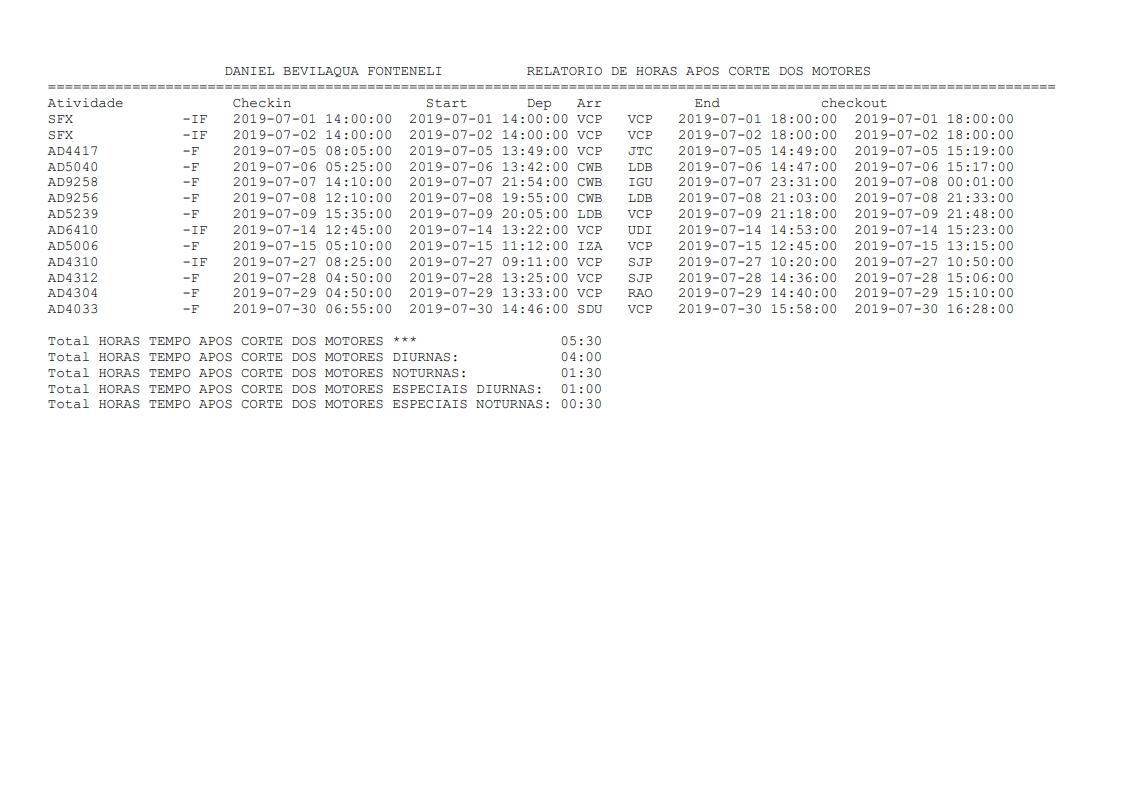 DANIEL BEVILAQUA FONTENELI          RELATORIO DE HORAS APOS CORTE DOS MOTORES
========================================================================================================================
Atividade             Checkin                Start       Dep   Arr           End            checkout
SFX             -IF   2019-07-01 14:00:00  2019-07-01 14:00:00 VCP   VCP   2019-07-01 18:00:00  2019-07-01 18:00:00
SFX             -IF   2019-07-02 14:00:00  2019-07-02 14:00:00 VCP   VCP   2019-07-02 18:00:00  2019-07-02 18:00:00
AD4417          -F    2019-07-05 08:05:00  2019-07-05 13:49:00 VCP   JTC   2019-07-05 14:49:00  2019-07-05 15:19:00
AD5040          -F    2019-07-06 05:25:00  2019-07-06 13:42:00 CWB   LDB   2019-07-06 14:47:00  2019-07-06 15:17:00
AD9258          -F    2019-07-07 14:10:00  2019-07-07 21:54:00 CWB   IGU   2019-07-07 23:31:00  2019-07-08 00:01:00
AD9256          -F    2019-07-08 12:10:00  2019-07-08 19:55:00 CWB   LDB   2019-07-08 21:03:00  2019-07-08 21:33:00
AD5239          -F    2019-07-09 15:35:00  2019-07-09 20:05:00 LDB   VCP   2019-07-09 21:18:00  2019-07-09 21:48:00
AD6410          -IF   2019-07-14 12:45:00  2019-07-14 13:22:00 VCP   UDI   2019-07-14 14:53:00  2019-07-14 15:23:00
AD5006          -F    2019-07-15 05:10:00  2019-07-15 11:12:00 IZA   VCP   2019-07-15 12:45:00  2019-07-15 13:15:00
AD4310          -IF   2019-07-27 08:25:00  2019-07-27 09:11:00 VCP   SJP   2019-07-27 10:20:00  2019-07-27 10:50:00
AD4312          -F    2019-07-28 04:50:00  2019-07-28 13:25:00 VCP   SJP   2019-07-28 14:36:00  2019-07-28 15:06:00
AD4304          -F    2019-07-29 04:50:00  2019-07-29 13:33:00 VCP   RAO   2019-07-29 14:40:00  2019-07-29 15:10:00
AD4033          -F    2019-07-30 06:55:00  2019-07-30 14:46:00 SDU   VCP   2019-07-30 15:58:00  2019-07-30 16:28:00
Total HORAS TEMPO APOS CORTE DOS MOTORES ***                 05:30
Total HORAS TEMPO APOS CORTE DOS MOTORES DIURNAS:            04:00
Total HORAS TEMPO APOS CORTE DOS MOTORES NOTURNAS:           01:30
Total HORAS TEMPO APOS CORTE DOS MOTORES ESPECIAIS DIURNAS:  01:00
Total HORAS TEMPO APOS CORTE DOS MOTORES ESPECIAIS NOTURNAS: 00:30